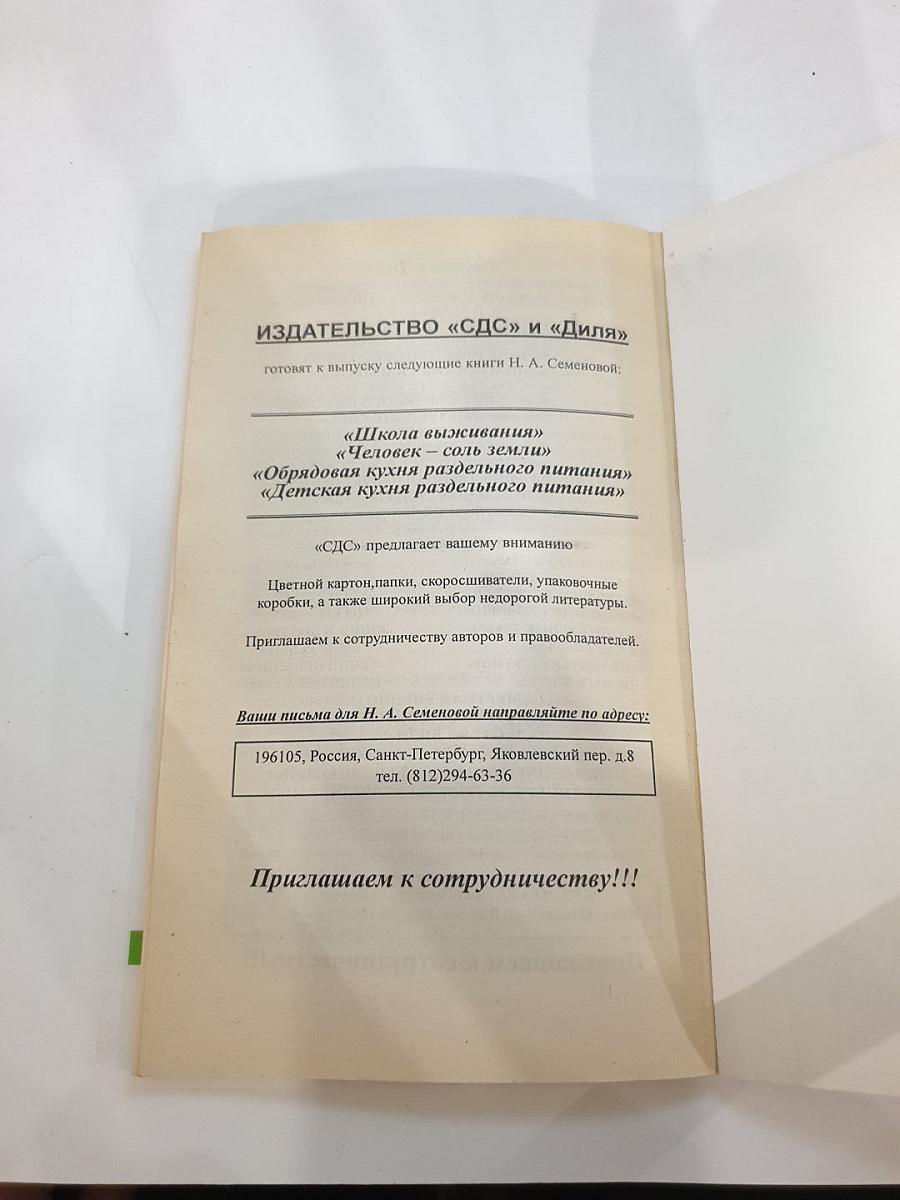 ИЗДАТЕЛЬСТВО «СДС» и «Диля»
готовят к выпуску следующие книги Н. А. Семеновой:
«Школа выживания»
«Человек – соль земли»
«Обрядовая кухня раздельного питания»
«Детская кухня раздельного питания»
«СДС» предлагает вашему вниманию
Цветной картон,папки, скоросшиватели, упаковочные
коробки, а также широкий выбор недорогой литературы.
Приглашаем к сотрудничеству авторов и правообладателей.
Ваши письма для Н. А. Семеновой направляйте по адресу:
196105, Россия, Санкт-Петербург, Яковлевский пер. д.8
тел. (812)294-63-36
Приглашаем к сотрудничеству!!!